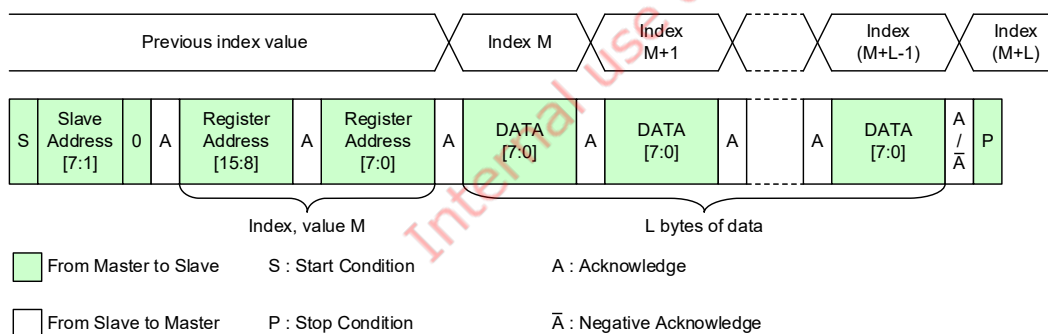 Previous index value
Index M
Index
M+1
Index
(M+L-1)
Index
(M+L)
S
Slave
Address
[7:1]
0
A
Register
Address
[15:8]
A
Register
Address
[7:0]
A
DATA
[7:0]
A
DATA
[7:0]
A
A
DATA
[7:0]
A
/
A̅
P
Index, value M
L bytes of data
From Master to Slave
S : Start Condition
A : Acknowledge
From Slave to Master
P : Stop Condition
A̅ : Negative Acknowledge
Internal use